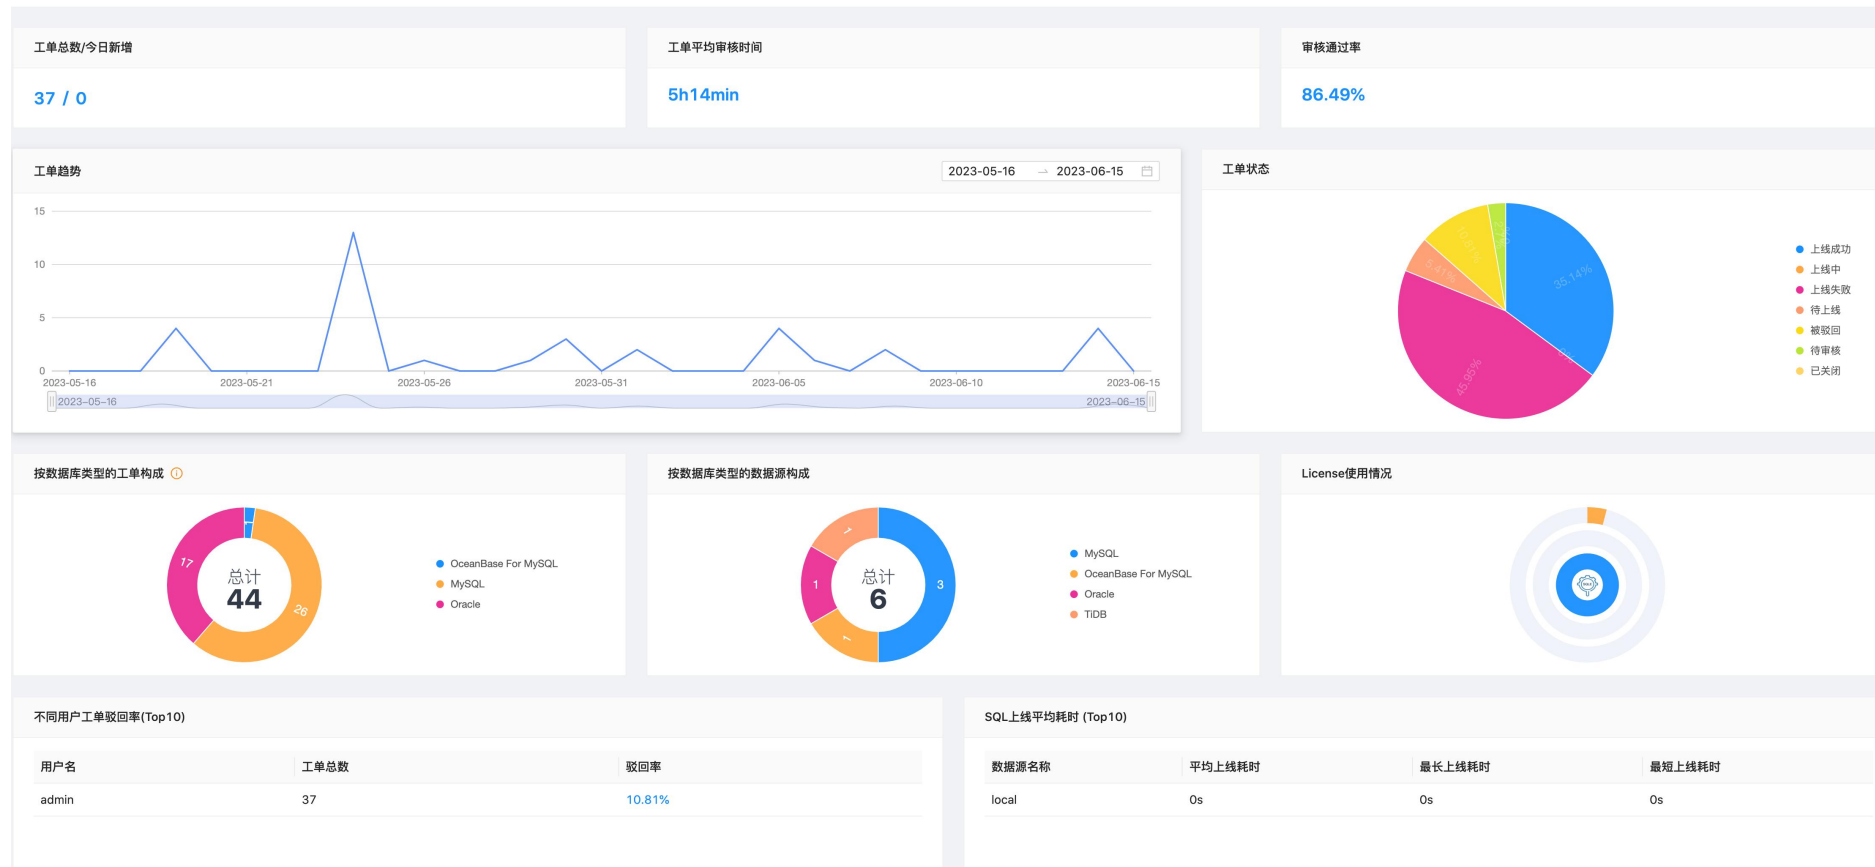 工单总数/今日新增
37 / 0
工单平均审核时间
5h14min
审核通过率
86.49%
工单趋势
2023-05-16 → 2023-06-15
15
10
5
0
2023-05-16 2023-05-21 2023-05-26 2023-05-31 2023-06-05 2023-06-10 2023-06-15
2023-05-16 2023-06-15
工单状态
35.14%
45.95%
5.41%
10.81%
上线成功
上线中
上线失败
待上线
被驳回
待审核
已关闭
按数据库类型的工单构成
17
26
1
总计
44
OceanBase For MySQL
MySQL
Oracle
按数据库类型的数据源构成
1
3
1
1
总计
6
MySQL
OceanBase For MySQL
Oracle
TiDB
License使用情况
不同用户工单驳回率(Top10)
用户名 工单总数 驳回率
admin 37 10.81%
SQL上线平均耗时 (Top10)
数据源名称 平均上线耗时 最长上线耗时 最短上线耗时
local 0s 0s 0s